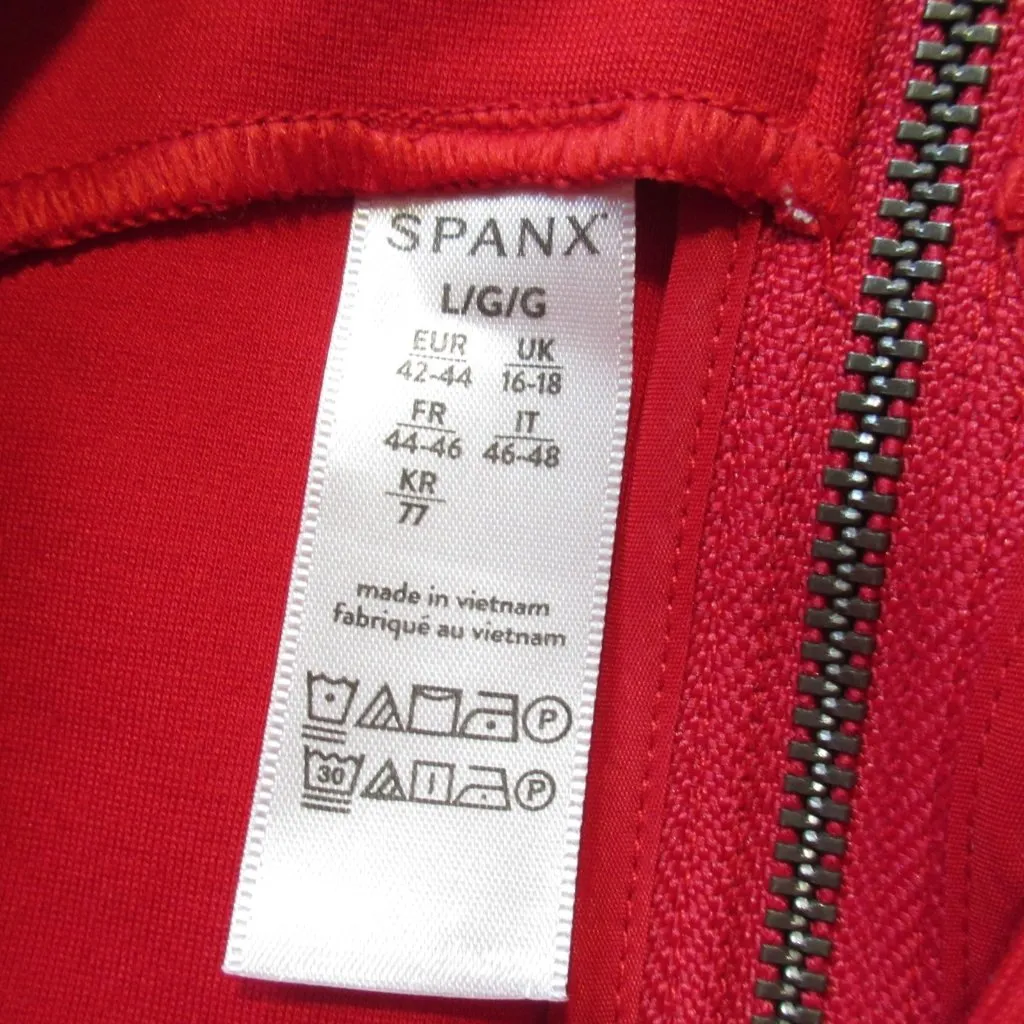 SPANX
L/G/G
EUR UK
42-44 16-18
FR IT
44-46 46-48
KR
77
made in vietnam
fabriqué au vietnam
P
30 P